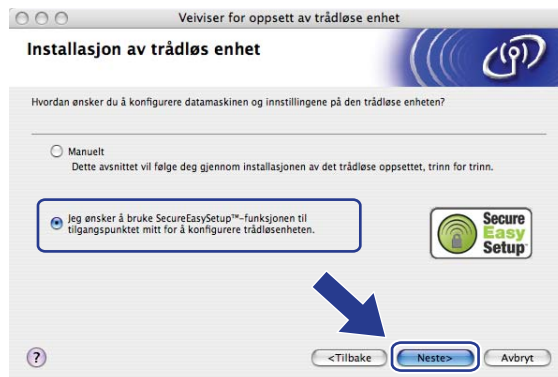 Veiviser for oppsett av trådløse enhet
Installasjon av trådløs enhet
Hvordan ønsker du å konfigurere datamaskinen og innstillingene på den trådløse enheten?
Manuelt
Dette avsnittet vil følge deg gjennom installasjonen av det trådløse oppsettet, trinn for trinn.
Jeg ønsker å bruke SecureEasySetup™-funksjonen til
tilgangspunktet mitt for å konfigurere trådløsenheten.
Secure
Easy
Setup
?
<Tilbake
Neste>
Avbryt